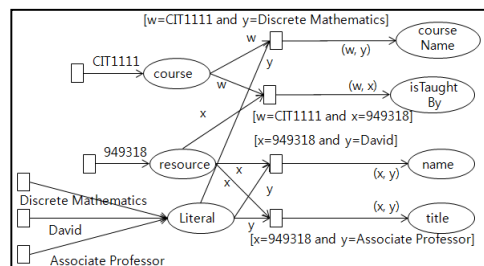 [w=CIT1111 and y=Discrete Mathematics]
CIT1111
w
y
(w, y)
course
Name
course
w
(w, x)
isTaught
By
x
[w=CIT1111 and x=949318]
[x=949318 and y=David]
949318
resource
x
x
y
(x, y)
name
Discrete Mathematics
David
Literal
y
(x, y)
title
[x=949318 and y=Associate Professor]
Associate Professor